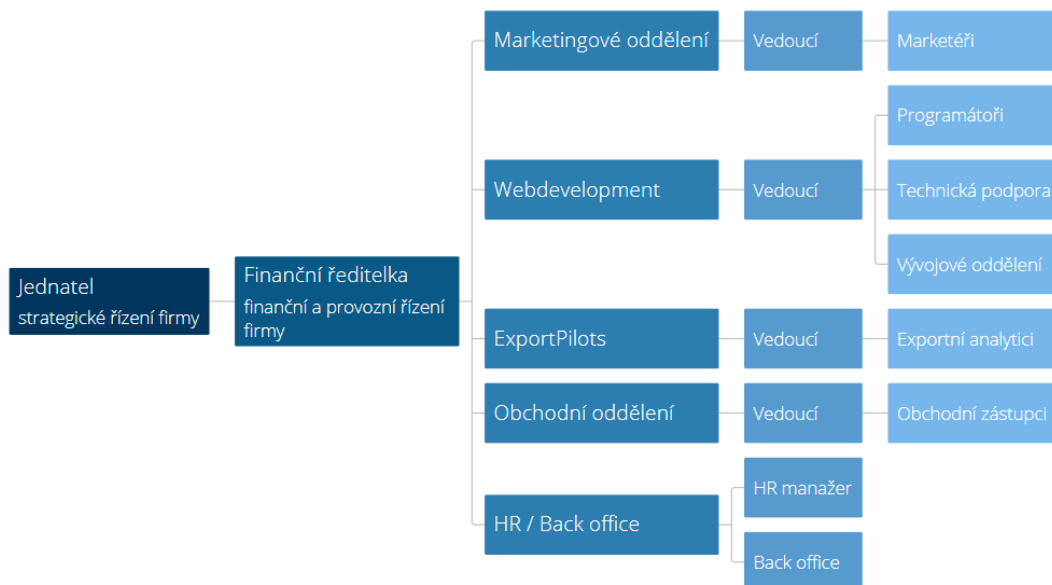 Marketingové oddělení
Vedoucí
Marketéři
Programátoři
Webdevelopment
Vedoucí
Technická podpora
Vývojové oddělení
Jednatel
strategické řízení firmy
Finanční ředitelka
finanční a provozní řízení
firmy
ExportPilots
Vedoucí
Exportní analytici
Obchodní oddělení
Vedoucí
Obchodní zástupci
HR / Back office
HR manažer
Back office